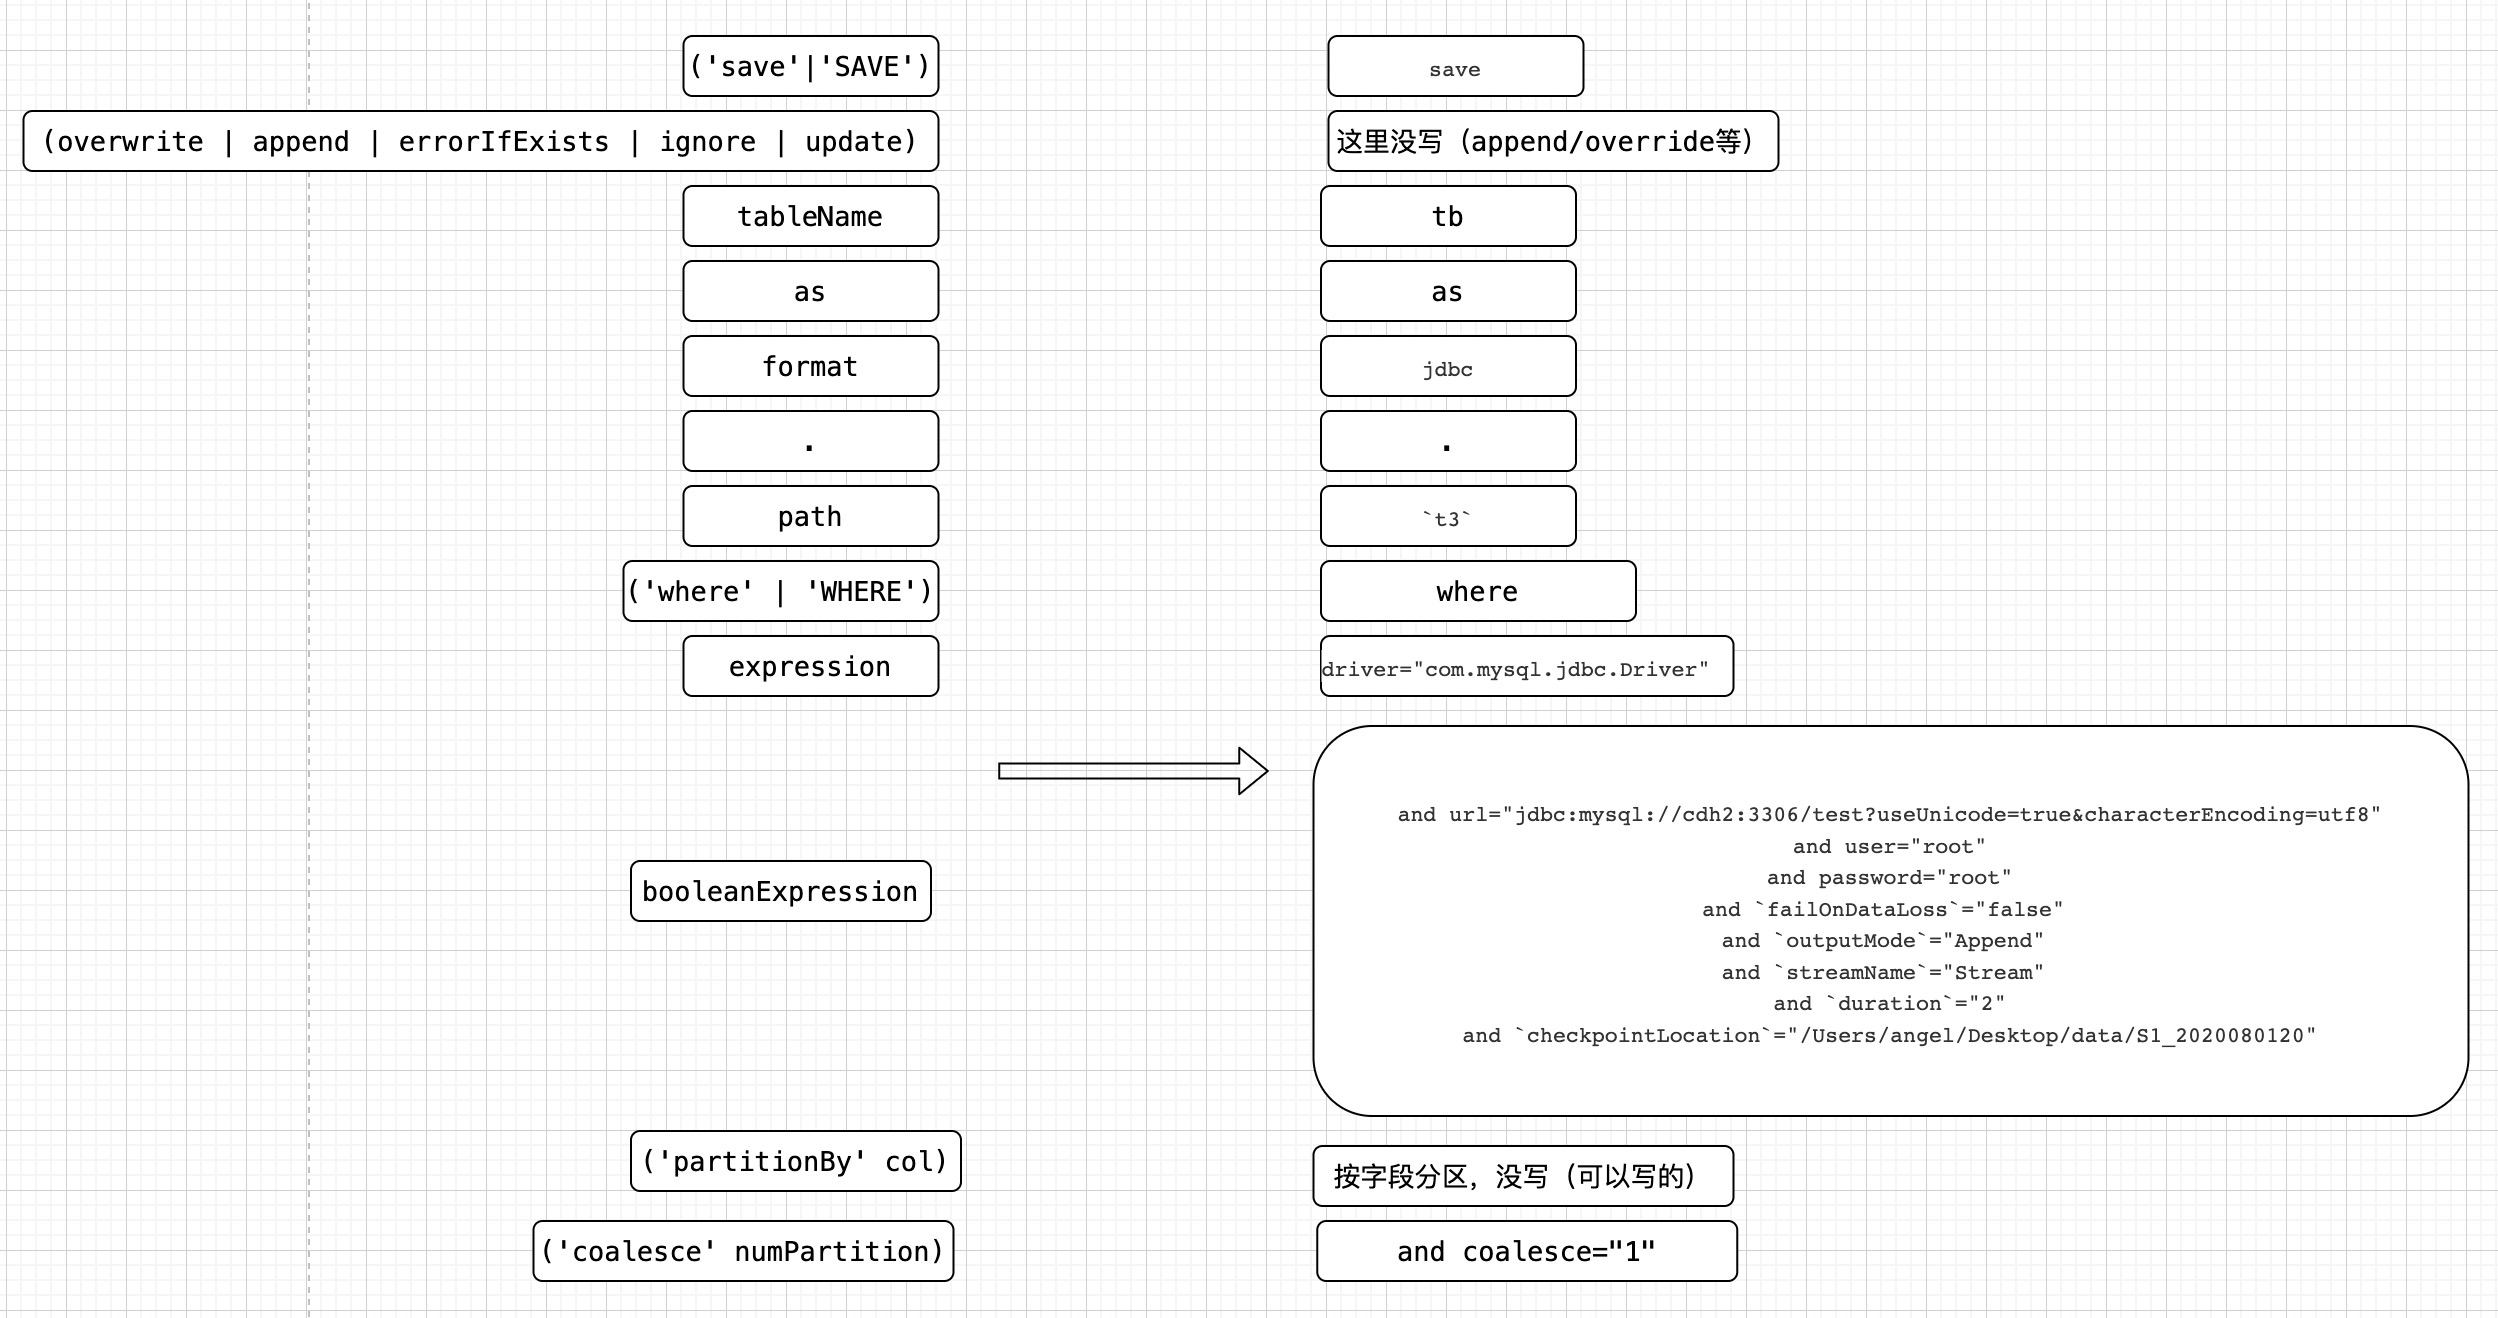 ('save'|'SAVE')
save
(overwrite | append | errorIfExists | ignore | update)
这里没写（append/override等）
tableName
tb
as
as
format
jdbc
.
.
path
`t3`
('where' | 'WHERE')
where
expression
driver="com.mysql.jdbc.Driver"
booleanExpression
and url="jdbc:mysql://cdh2:3306/test?useUnicode=true&characterEncoding=utf8"
and user="root"
and password="root"
and `failOnDataLoss`="false"
and `outputMode`="Append"
and `streamName`="Stream"
and `duration`="2"
and `checkpointLocation`="/Users/angel/Desktop/data/S1_2020080120"
('partitionBy' col)
按字段分区，没写（可以写的）
('coalesce' numPartition)
and coalesce="1"